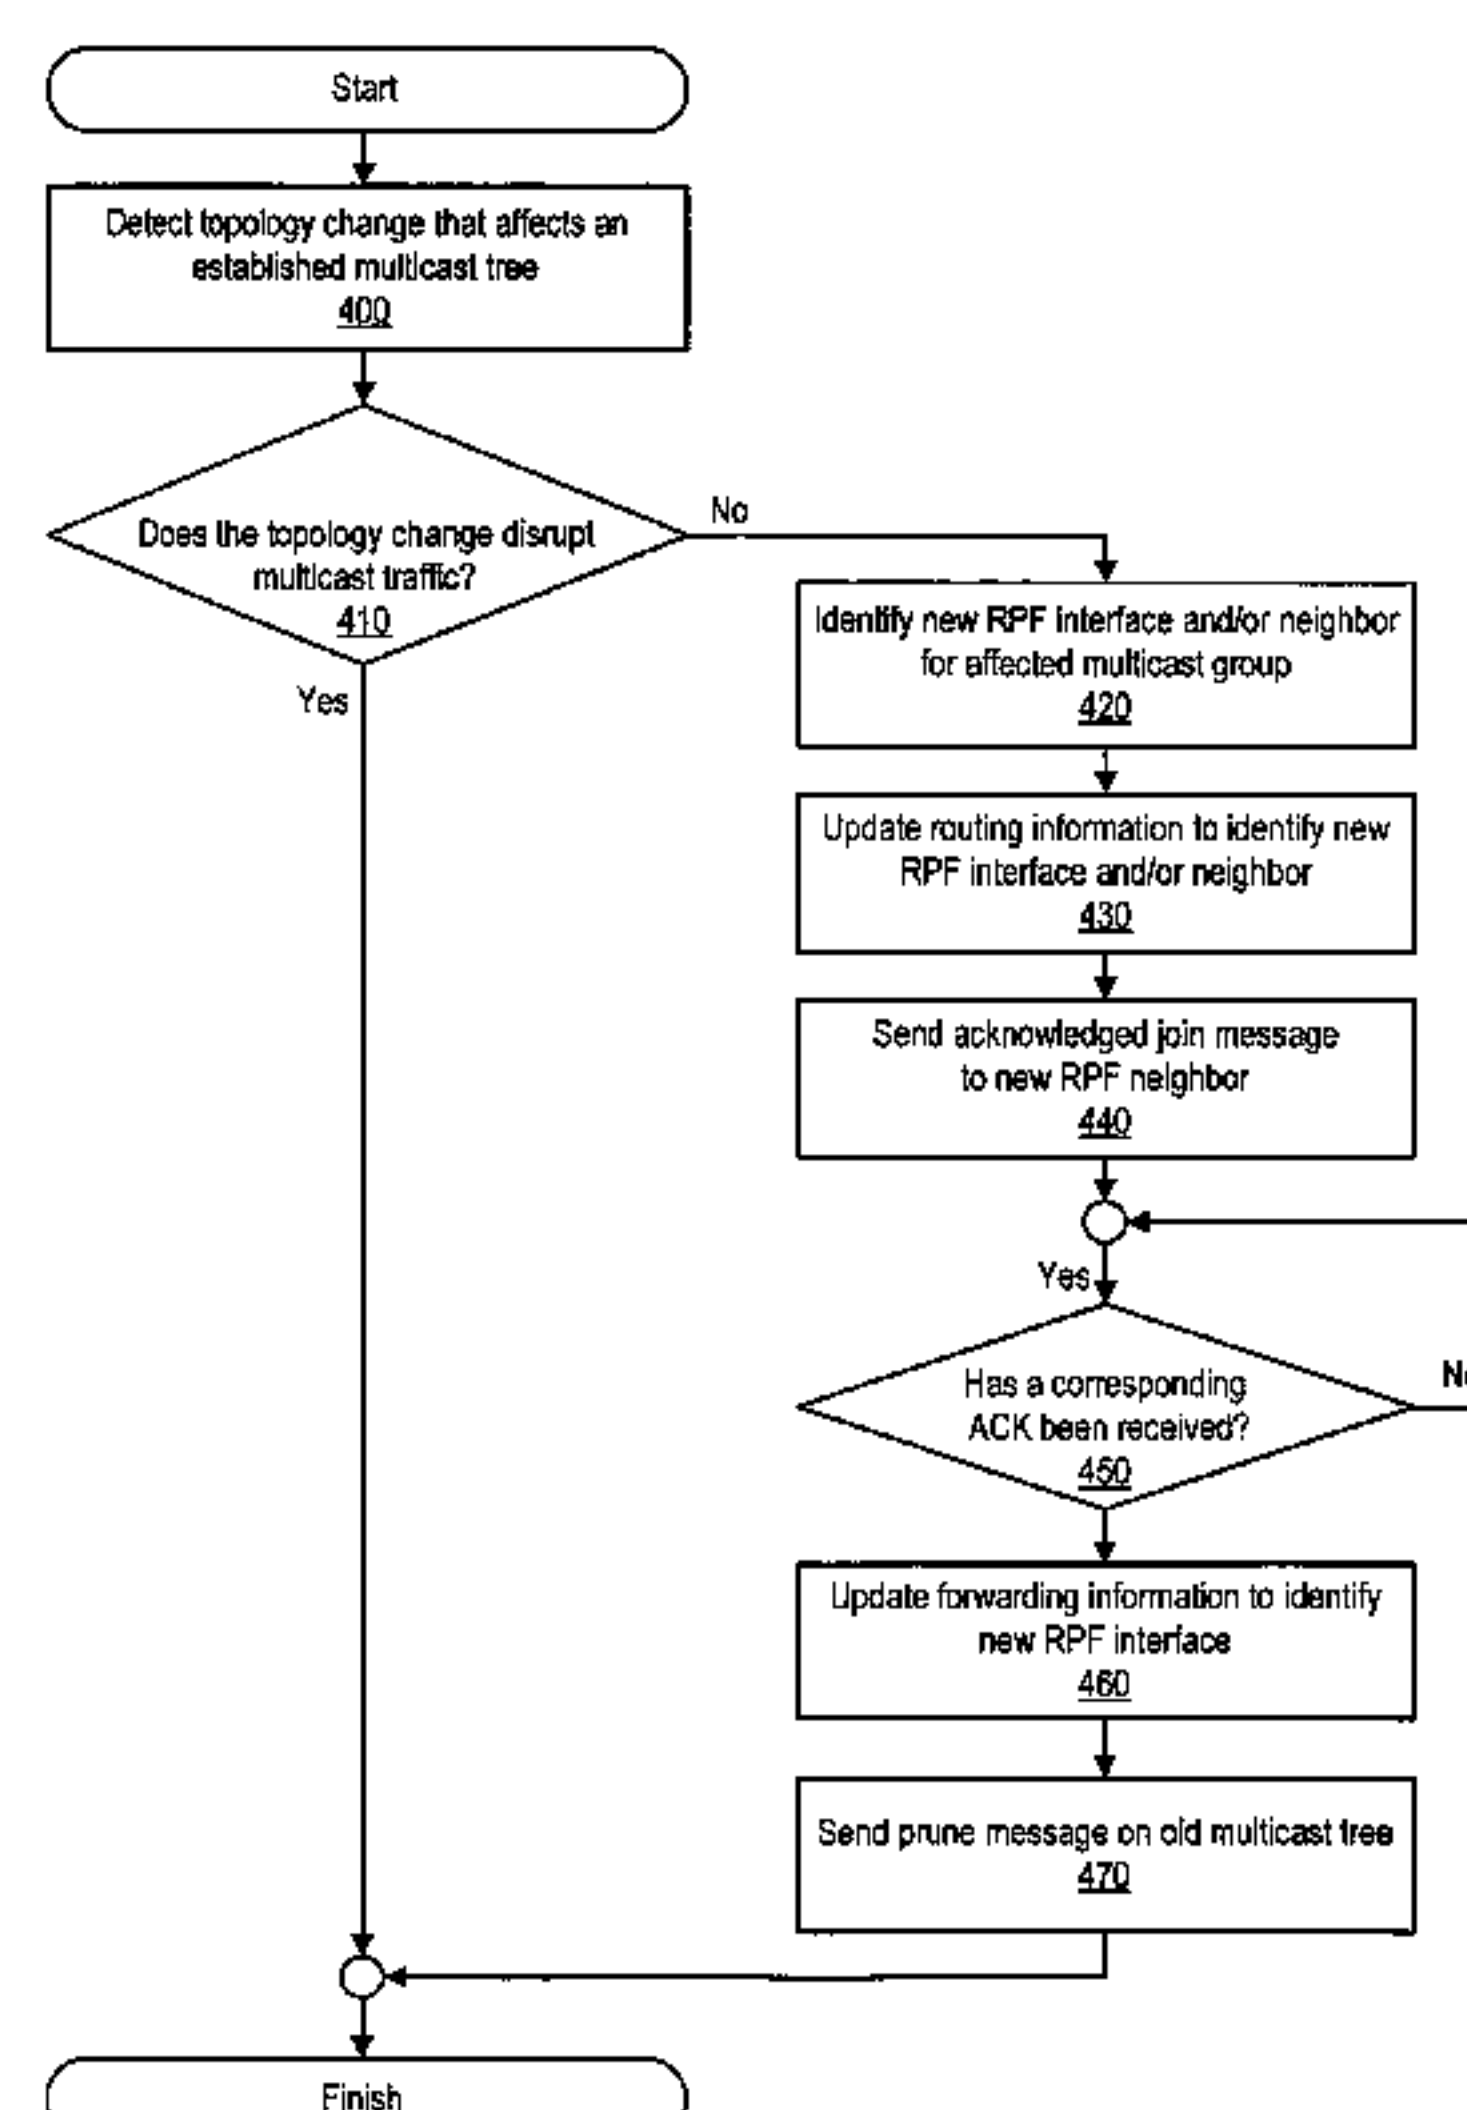 Start
Detect topology change that affects an
established multicast tree
400
Does the topology change disrupt
multicast traffic?
410
No
Yes
Identify new RPF interface and/or neighbor
for affected multicast group
420
Update routing information to identify new
RPF interface and/or neighbor
430
Send acknowledged join message
to new RPF neighbor
440
Yes
Has a corresponding
ACK been received?
450
Update forwarding information to identify
new RPF interface
460
Send prune message on old multicast tree
470
Finish